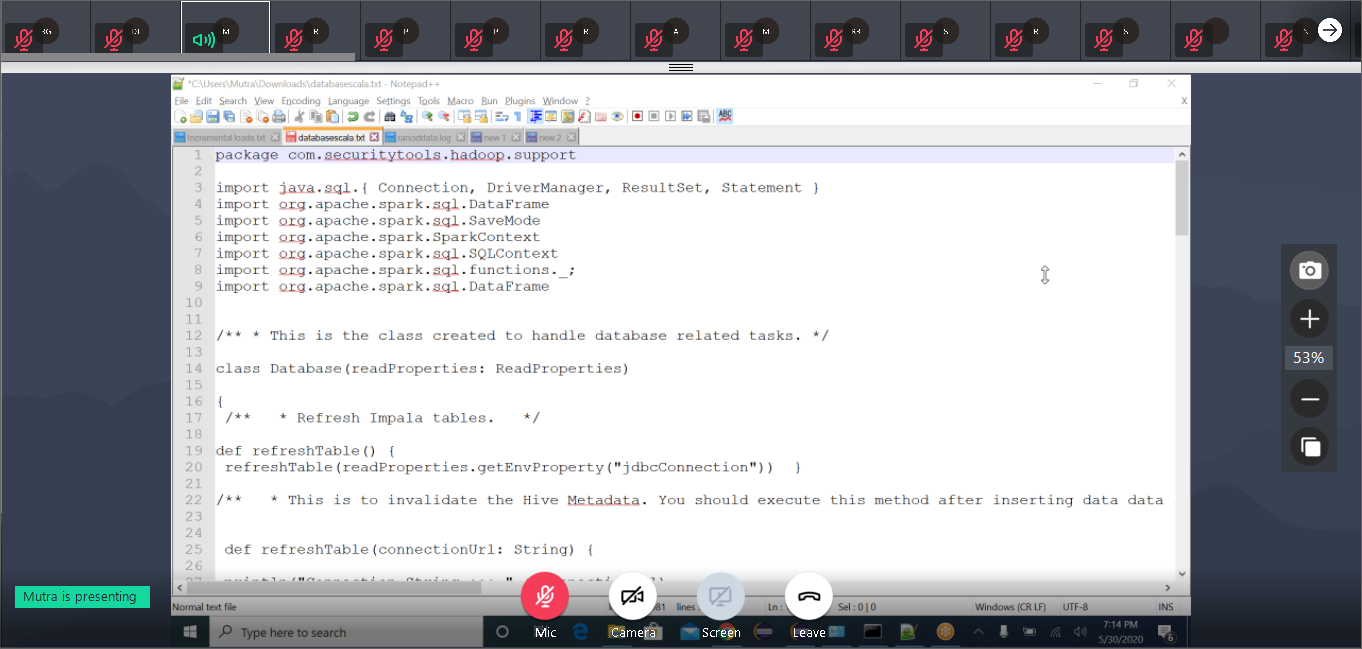 RG
M
R
P
P
R
A
M
RR
S
R
S
*C:\Users\Mutra\Downloads\databasescala.txt - Notepad++
File Edit Search View Encoding Language Settings Tools Macro Run Plugins Window ?
X
Incremental loads.txt databasescala.txt ranciddata.log new 1 new 2
1 package com.securitytools.hadoop.support
2
3 import java.sql.{ Connection, DriverManager, ResultSet, Statement }
4 import org.apache.spark.sql.DataFrame
5 import org.apache.spark.sql.SaveMode
6 import org.apache.spark.SparkContext
7 import org.apache.spark.sql.SQLContext
8 import org.apache.spark.sql.functions._;
9 import org.apache.spark.sql.DataFrame
10
11
12 /** * This is the class created to handle database related tasks. */
13
14 class Database(readProperties: ReadProperties)
15
16 {
17 /** * Refresh Impala tables. */
18
19 def refreshTable() {
20 refreshTable(readProperties.getEnvProperty("jdbcConnection")) }
21
22 /** * This is to invalidate the Hive Metadata. You should execute this method after inserting data data
23
24
25 def refreshTable(connectionUrl: String) {
26
53%
Mutra is presenting
Normal text file 81 lines Ln : Sel : 0 | 0 Windows (CR LF) UTF-8 INS
Type here to search
Mic Camera Screen Leave
7:14 PM
5/30/2020
6